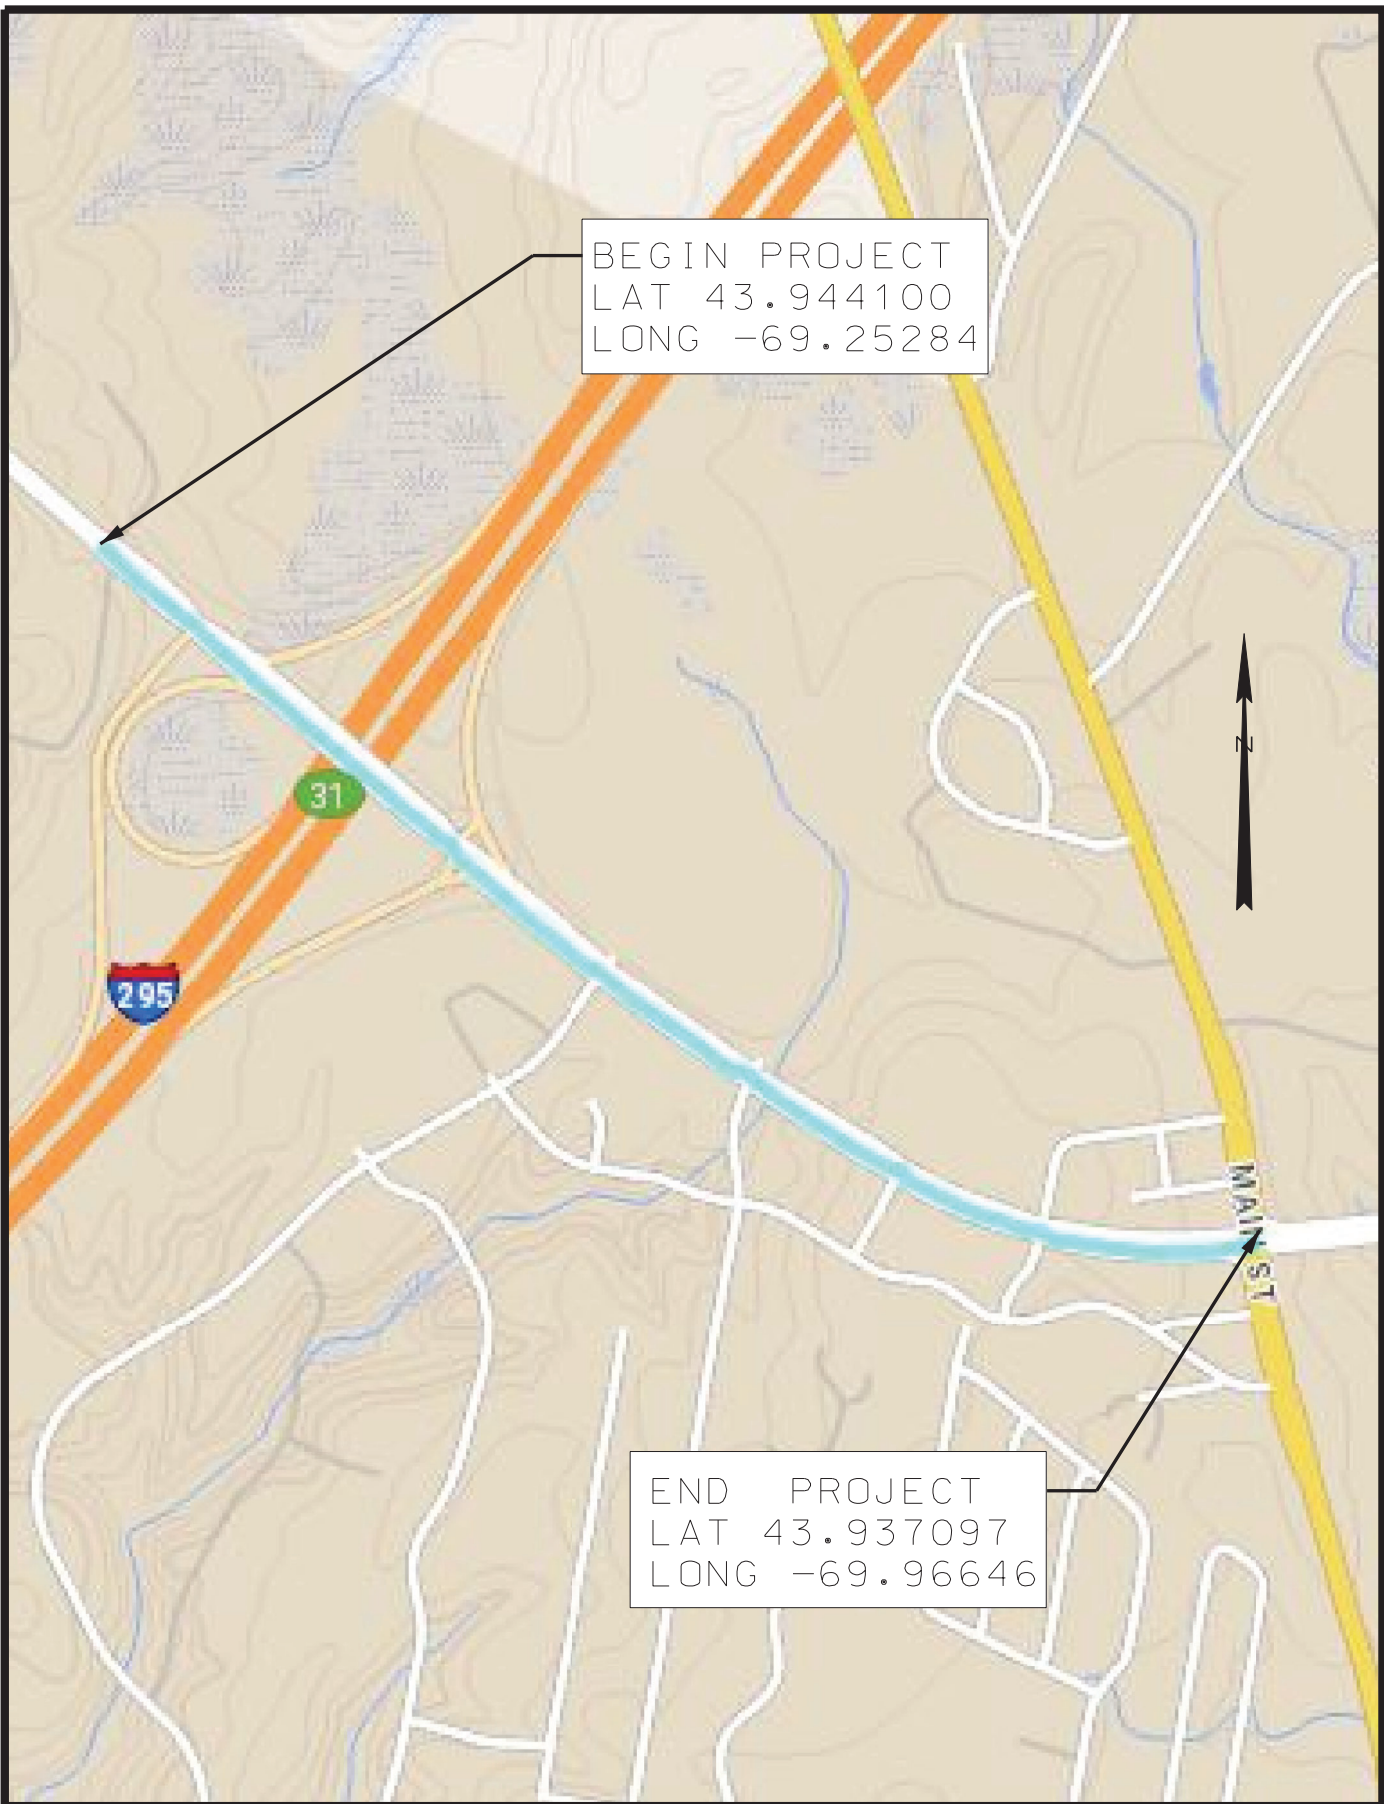 BEGIN PROJECT
LAT 43.944100
LONG -69.25284
31
295
N
MAIN ST
END PROJECT
LAT 43.937097
LONG -69.96646